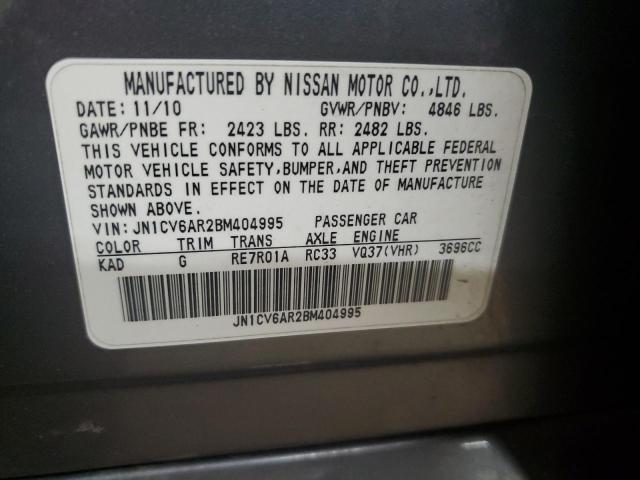 MANUFACTURED BY NISSAN MOTOR CO.,LTD.
DATE: 11/10 GVWR/PNBV: 4846 LBS.
GAWR/PNBE FR: 2423 LBS. RR: 2482 LBS.
THIS VEHICLE CONFORMS TO ALL APPLICABLE FEDERAL
MOTOR VEHICLE SAFETY,BUMPER,AND THEFT PREVENTION
STANDARDS IN EFFECT ON THE DATE OF MANUFACTURE
SHOWN ABOVE.
VIN: JN1CV6AR2BM404995 PASSENGER CAR
COLOR TRIM TRANS AXLE ENGINE
KAD G RE7R01A RC33 VQ37(VHR) 3696CC
JN1CV6AR2BM404995